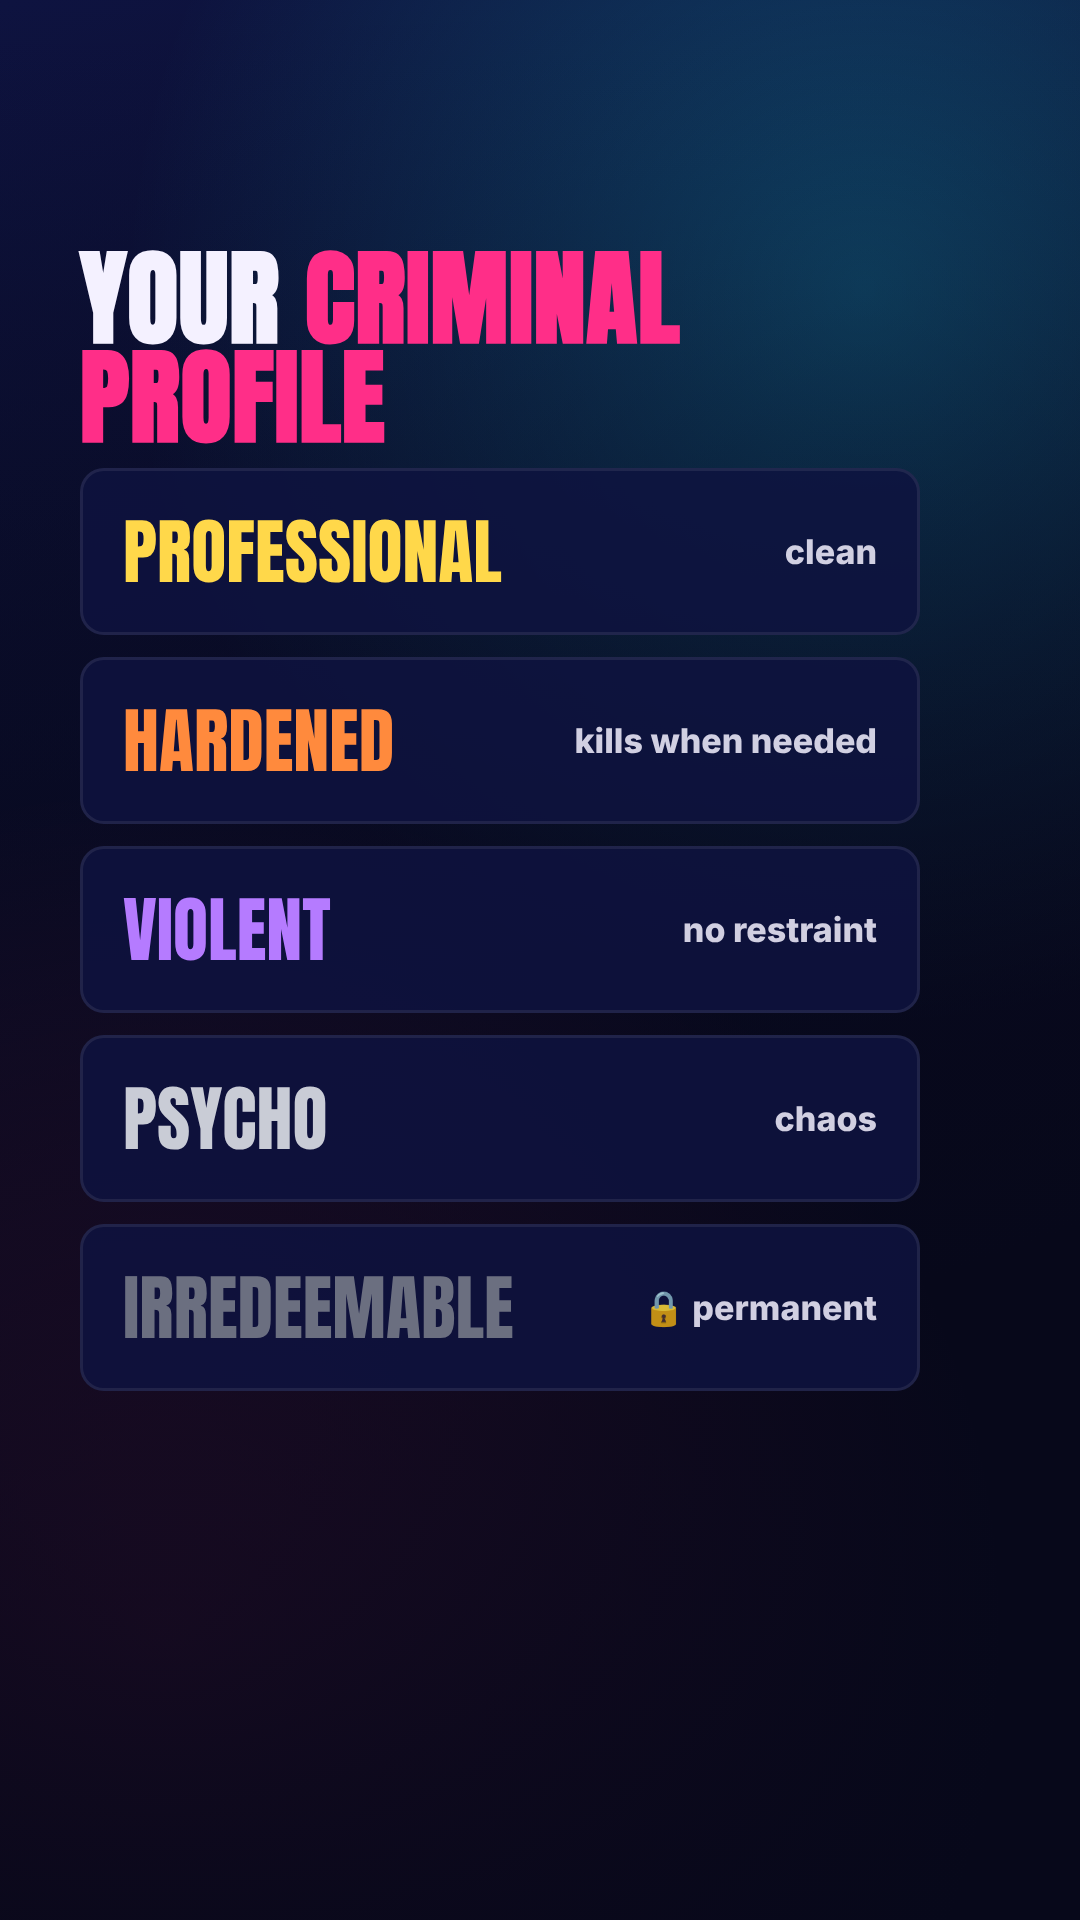 YOUR CRIMINAL
PROFILE
PROFESSIONAL clean
HARDENED kills when needed
VIOLENT no restraint
PSYCHO chaos
IRREDEEMABLE 🔒 permanent